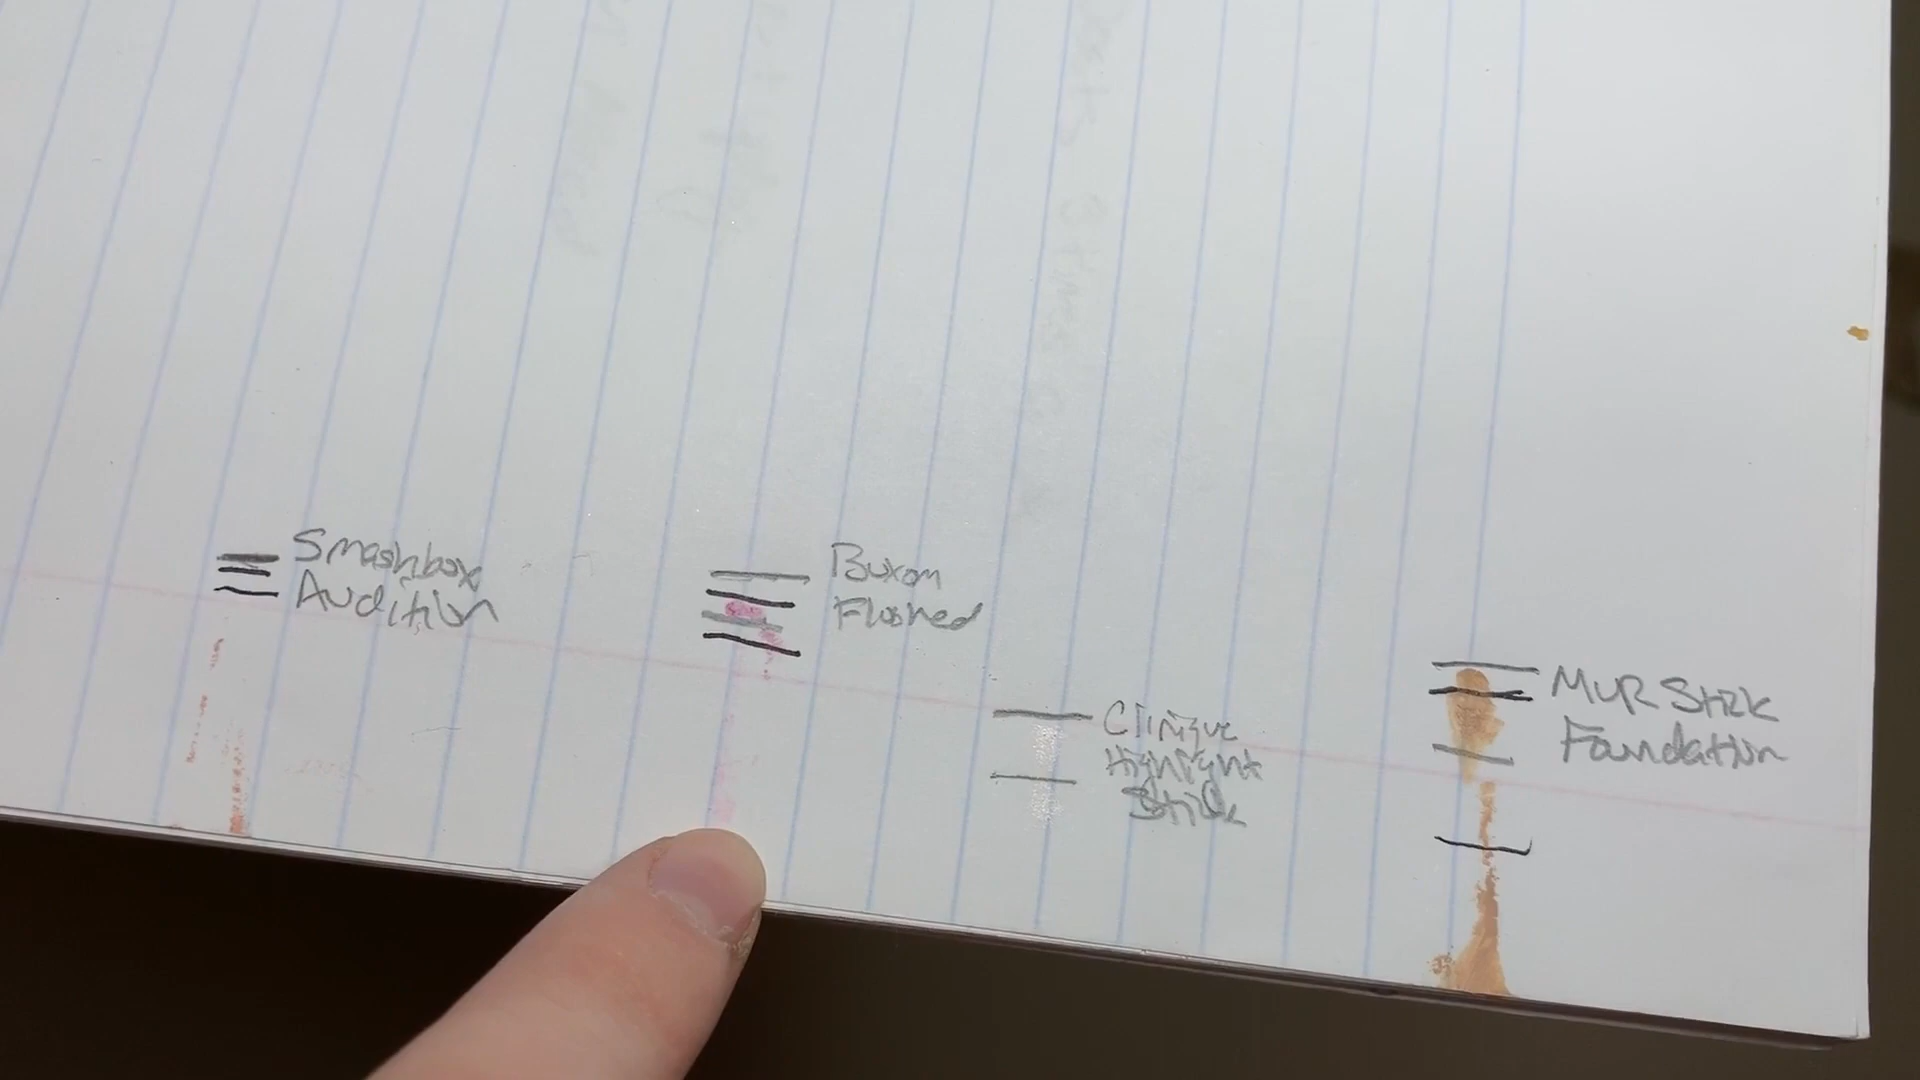 Smashbox
Audition
Buxom
Flushed
Clinique
Highlight
Stick
MUR Stick
Foundation